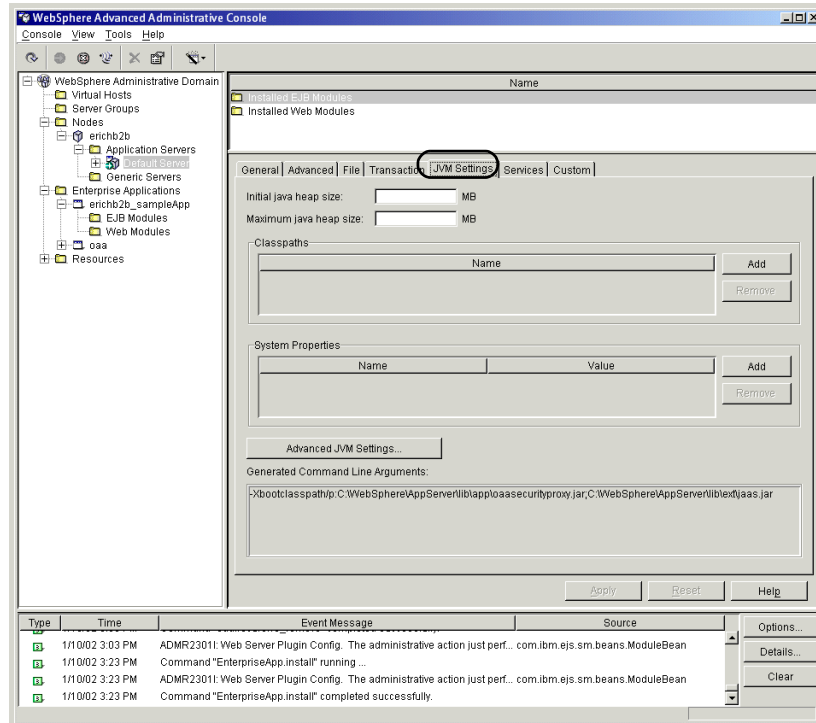 WebSphere Advanced Administrative Console
Console View Tools Help
WebSphere Administrative Domain
Virtual Hosts
Server Groups
Nodes
erichb2b
Application Servers
Default Server
Generic Servers
Enterprise Applications
erichb2b_sampleApp
EJB Modules
Web Modules
oaa
Resources
Name
Installed EJB Modules
Installed Web Modules
General Advanced File Transaction JVM Settings Services Custom
Initial java heap size: MB
Maximum java heap size: MB
Classpaths
Name
Add
Remove
System Properties
Name Value
Add
Remove
Advanced JVM Settings...
Generated Command Line Arguments:
-Xbootclasspath/p:C:\WebSphere\AppServer\lib\app\oaasecurityproxy.jar;C:\WebSphere\AppServer\lib\ext\jaas.jar
Apply Reset Help
Type Time Event Message Source
1/10/02 3:03 PM ADMR2301I: Web Server Plugin Config. The administrative action just perf... com.ibm.ejs.sm.beans.ModuleBean
1/10/02 3:23 PM Command "EnterpriseApp.install" running ...
1/10/02 3:23 PM ADMR2301I: Web Server Plugin Config. The administrative action just perf... com.ibm.ejs.sm.beans.ModuleBean
1/10/02 3:23 PM Command "EnterpriseApp.install" completed successfully.
Options...
Details...
Clear